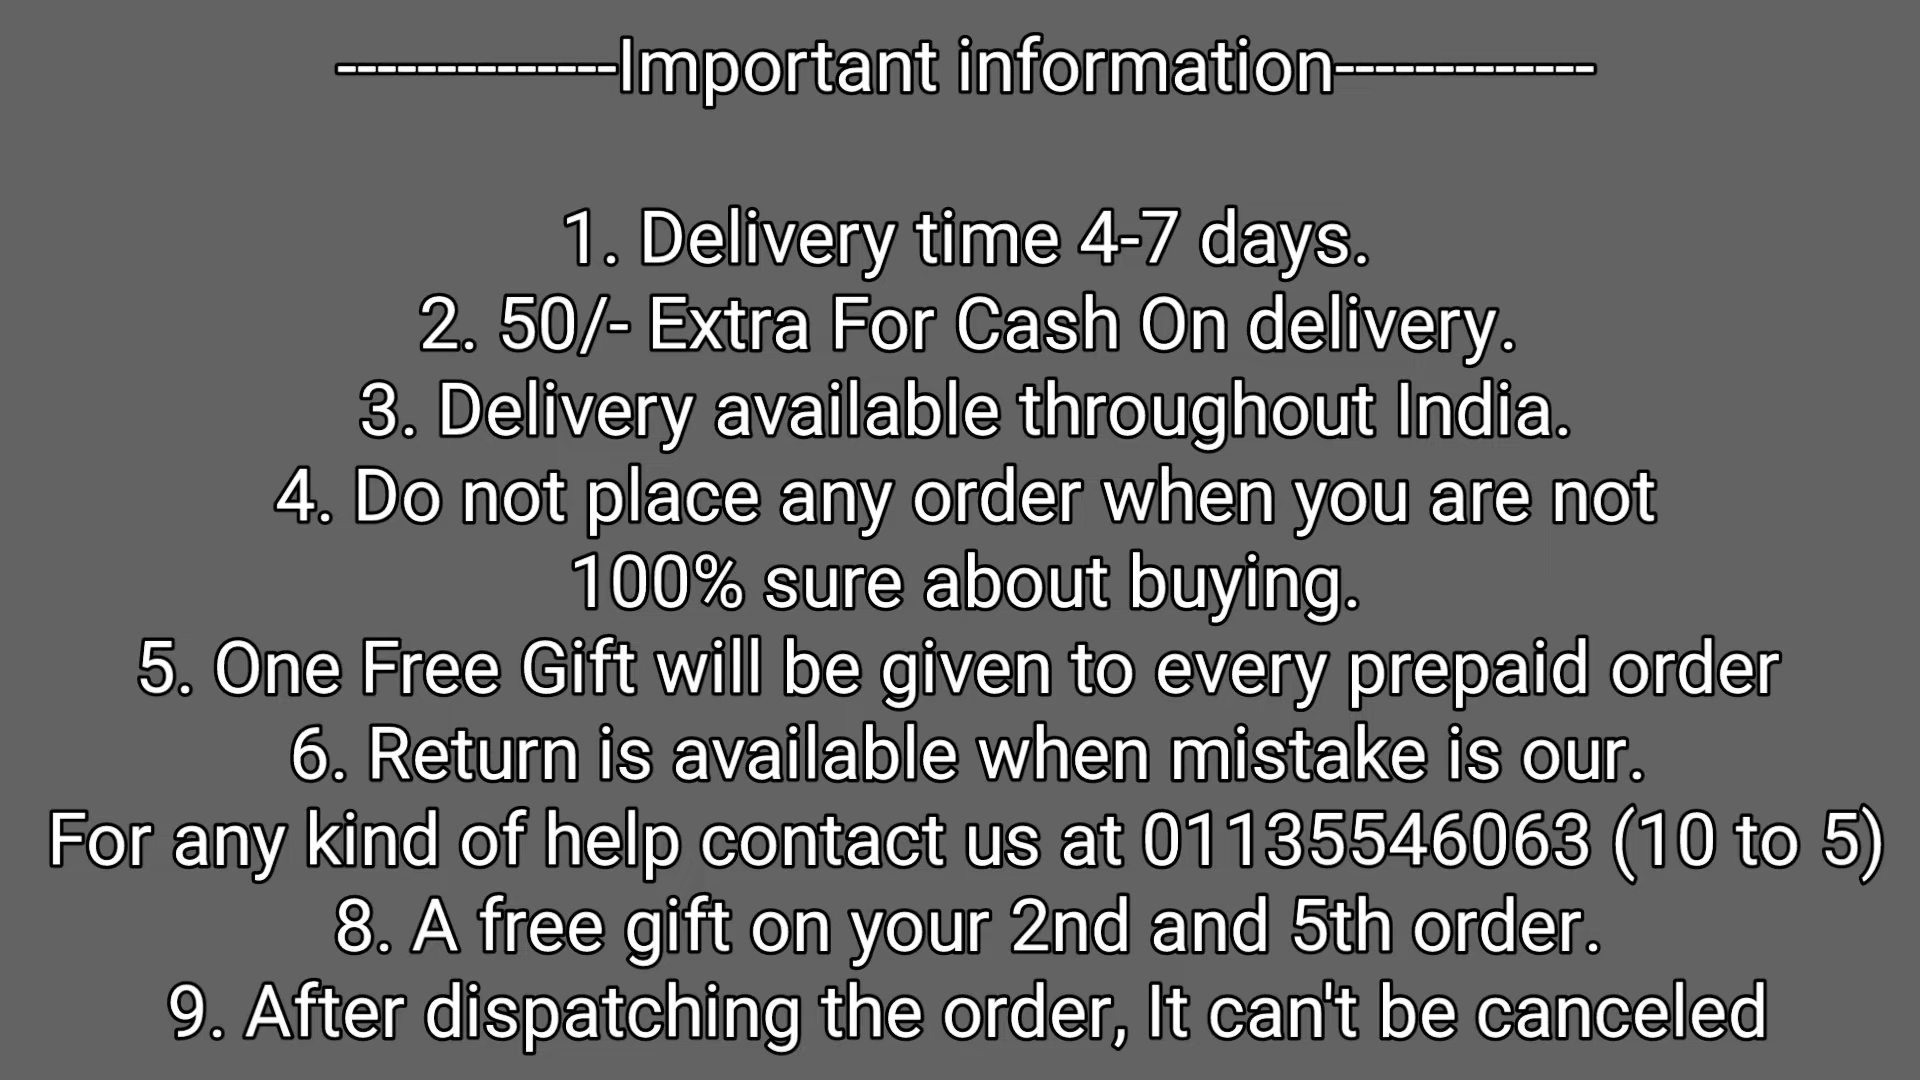 --------------Important information-------------
1. Delivery time 4-7 days.
2. 50/- Extra For Cash On delivery.
3. Delivery available throughout India.
4. Do not place any order when you are not
100% sure about buying.
5. One Free Gift will be given to every prepaid order
6. Return is available when mistake is our.
For any kind of help contact us at 01135546063 (10 to 5)
8. A free gift on your 2nd and 5th order.
9. After dispatching the order, It can't be canceled